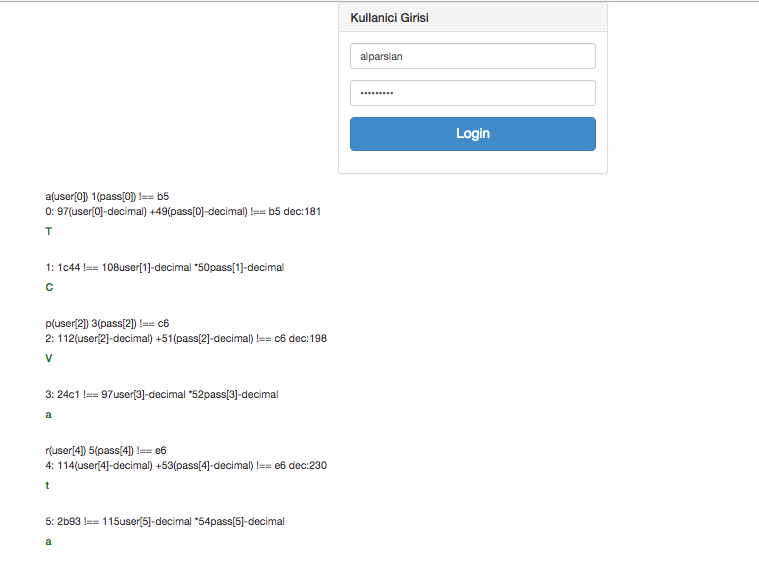 Kullanici Girisi
alparslan
•••••••••
Login
a(user[0]) 1(pass[0]) !== b5
0: 97(user[0]-decimal) +49(pass[0]-decimal) !== b5 dec:181
T
1: 1c44 !== 108user[1]-decimal *50pass[1]-decimal
C
p(user[2]) 3(pass[2]) !== c6
2: 112(user[2]-decimal) +51(pass[2]-decimal) !== c6 dec:198
V
3: 24c1 !== 97user[3]-decimal *52pass[3]-decimal
a
r(user[4]) 5(pass[4]) !== e6
4: 114(user[4]-decimal) +53(pass[4]-decimal) !== e6 dec:230
t
5: 2b93 !== 115user[5]-decimal *54pass[5]-decimal
a